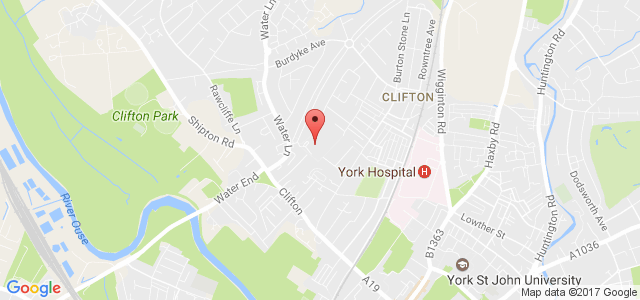 Water Ln
Burdyke Ave
Burton Stone Ln
Rowntree Ave
Wigginton Rd
Huntington Rd
CLIFTON
Rawcliffe Ln
Clifton Park
Shipton Rd
Water Ln
Haxby Rd
York Hospital
H
Water End
Dodsworth Ave
River Ouse
Clifton
Lowther St
Huntington R
B1363
A1036
A19
York St John University
Google
Map data ©2017 Google